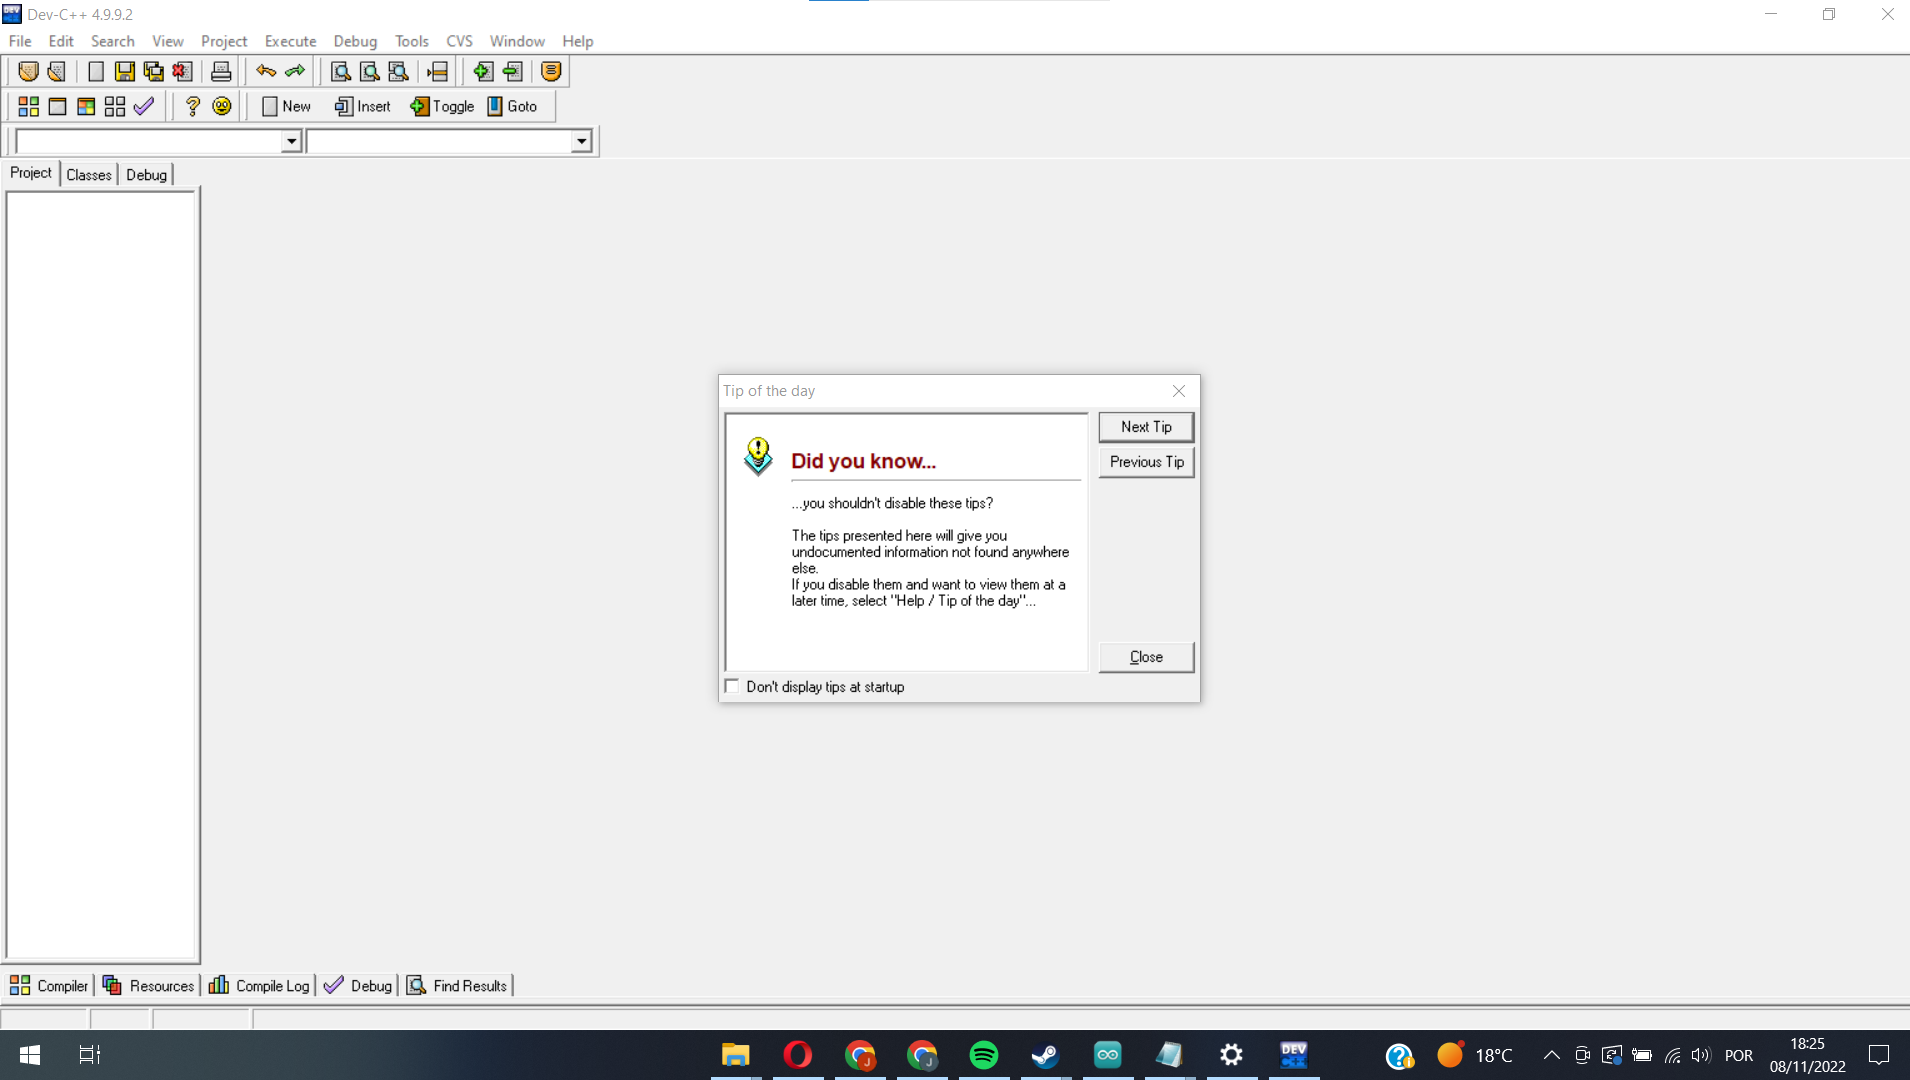 Dev-C++ 4.9.9.2
File Edit Search View Project Execute Debug Tools CVS Window Help
New Insert Toggle Goto
Project Classes Debug
Tip of the day
Did you know...
...you shouldn't disable these tips?
The tips presented here will give you
undocumented information not found anywhere
else.
If you disable them and want to view them at a
later time, select "Help / Tip of the day"...
Next Tip
Previous Tip
Close
Don't display tips at startup
Compiler Resources Compile Log Debug Find Results
DEV
C++
18°C
POR
18:25
08/11/2022